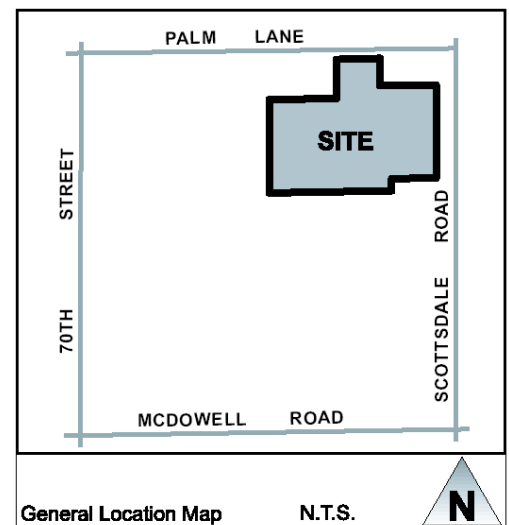 PALM LANE
SITE
70TH STREET
SCOTTSDALE ROAD
MCDOWELL ROAD
General Location Map N.T.S. N